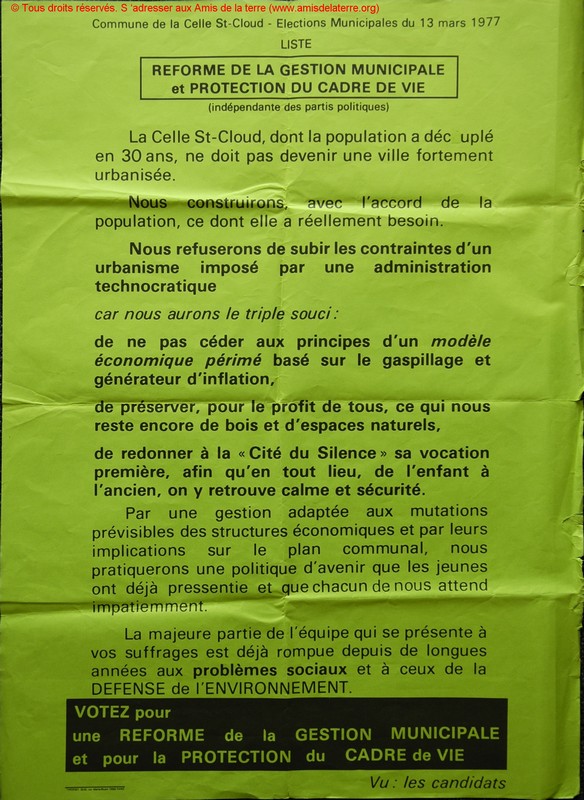 © Tous droits réservés. S 'adresser aux Amis de la terre (www.amisdelaterre.org)
Commune de la Celle St-Cloud - Elections Municipales du 13 mars 1977
LISTE
REFORME DE LA GESTION MUNICIPALE
et PROTECTION DU CADRE DE VIE
(indépendante des partis politiques)
La Celle St-Cloud, dont la population a déc uplé
en 30 ans, ne doit pas devenir une ville fortement
urbanisée.
Nous construirons, avec l'accord de la
population, ce dont elle a réellement besoin.
Nous refuserons de subir les contraintes d'un
urbanisme imposé par une administration
technocratique
car nous aurons le triple souci :
de ne pas céder aux principes d'un modèle
économique périmé basé sur le gaspillage et
générateur d'inflation,
de préserver, pour le profit de tous, ce qui nous
reste encore de bois et d'espaces naturels,
de redonner à la « Cité du Silence » sa vocation
première, afin qu'en tout lieu, de l'enfant à
l'ancien, on y retrouve calme et sécurité.
Par une gestion adaptée aux mutations
prévisibles des structures économiques et par leurs
implications sur le plan communal, nous
pratiquerons une politique d'avenir que les jeunes
ont déjà pressentie et que chacun de nous attend
impatiemment.
La majeure partie de l'équipe qui se présente à
vos suffrages est déjà rompue depuis de longues
années aux problèmes sociaux et à ceux de la
DEFENSE de l'ENVIRONNEMENT.
VOTEZ pour
une REFORME de la GESTION MUNICIPALE
et pour la PROTECTION du CADRE de VIE
Vu : les candidats